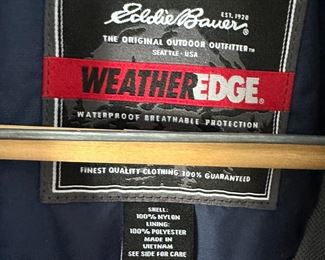 Eddie Bauer
EST. 1920
THE ORIGINAL OUTDOOR OUTFITTER™
SEATTLE - USA
WEATHEREDGE®
WATERPROOF BREATHABLE PROTECTION
FINEST QUALITY CLOTHING 100% GUARANTEED
SHELL:
100% NYLON
LINING:
100% POLYESTER
MADE IN
VIETNAM
SEE SIDE FOR CARE